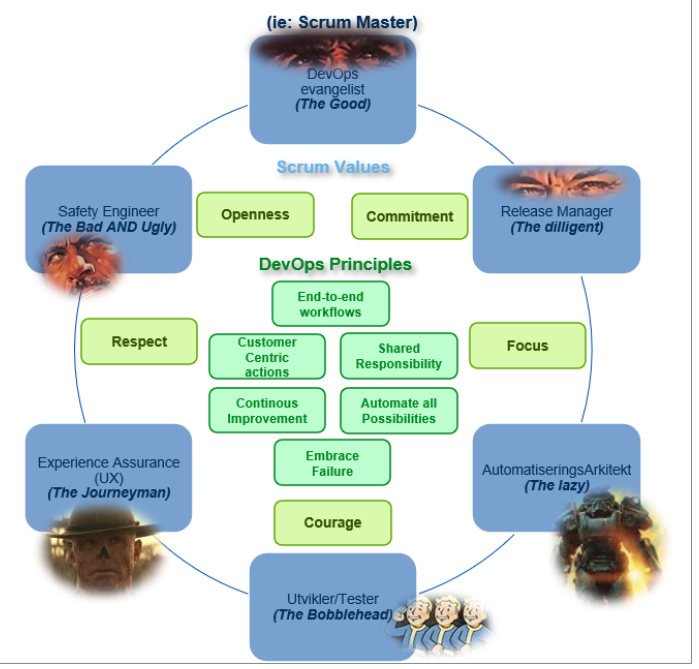 (ie: Scrum Master)
DevOps
evangelist
(The Good)
Scrum Values
Safety Engineer
(The Bad AND Ugly)
Openness
Commitment
Release Manager
(The dilligent)
DevOps Principles
End-to-end
workflows
Respect
Customer
Centric
actions
Shared
Responsibility
Focus
Continous
Improvement
Automate all
Possibilities
Experience Assurance
(UX)
(The Journeyman)
Embrace
Failure
AutomatiseringsArkitekt
(The lazy)
Courage
Utvikler/Tester
(The Bobblehead)